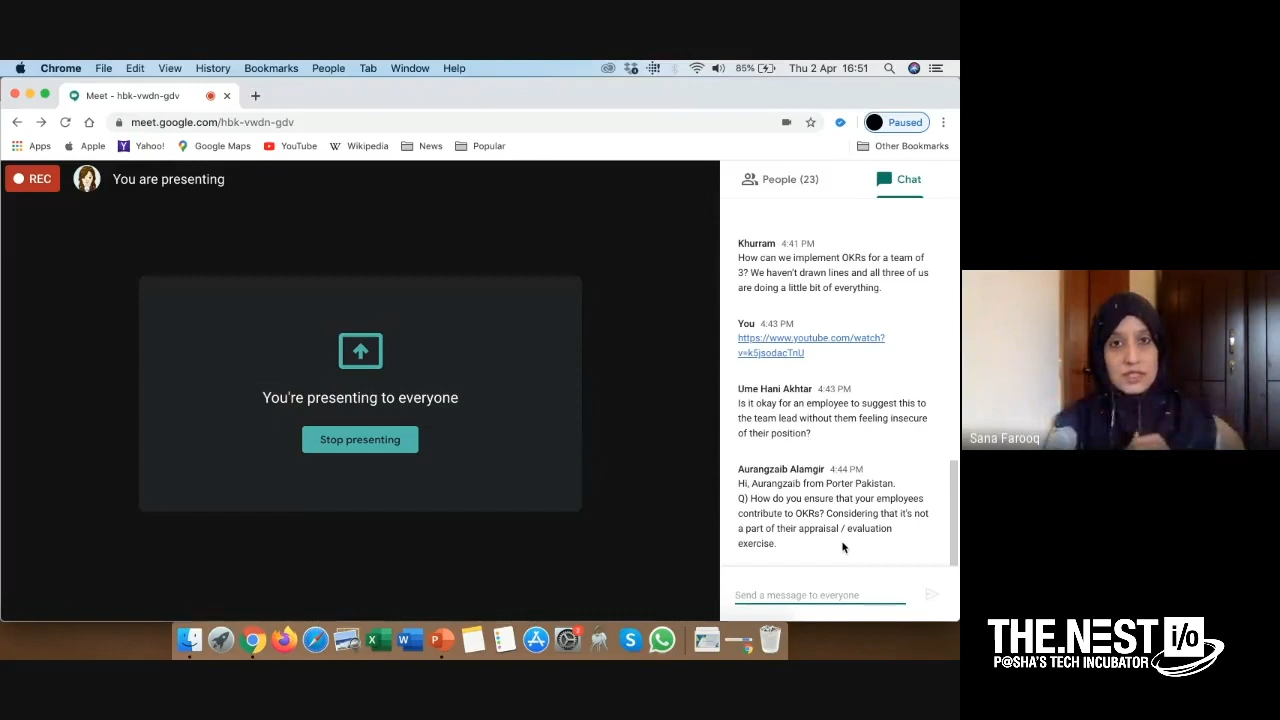 Chrome File Edit View History Bookmarks People Tab Window Help 85% Thu 2 Apr 16:51
Meet - hbk-vwdn-gdv
meet.google.com/hbk-vwdn-gdv Paused
Apps Apple Yahoo! Google Maps YouTube Wikipedia News Popular Other Bookmarks
REC You are presenting
People (23) Chat
Khurram 4:41 PM
How can we implement OKRs for a team of
3? We haven't drawn lines and all three of us
are doing a little bit of everything.
You 4:43 PM
https://www.youtube.com/watch?
v=k5jsodacTnU
Ume Hani Akhtar 4:43 PM
Is it okay for an employee to suggest this to
the team lead without them feeling insecure
of their position?
Aurangzaib Alamgir 4:44 PM
Hi, Aurangzaib from Porter Pakistan.
Q) How do you ensure that your employees
contribute to OKRs? Considering that it's not
a part of their appraisal / evaluation
exercise.
Send a message to everyone
You're presenting to everyone
Stop presenting
Sana Farooq
THE.NEST i/o
P@SHA'S TECH INCUBATOR